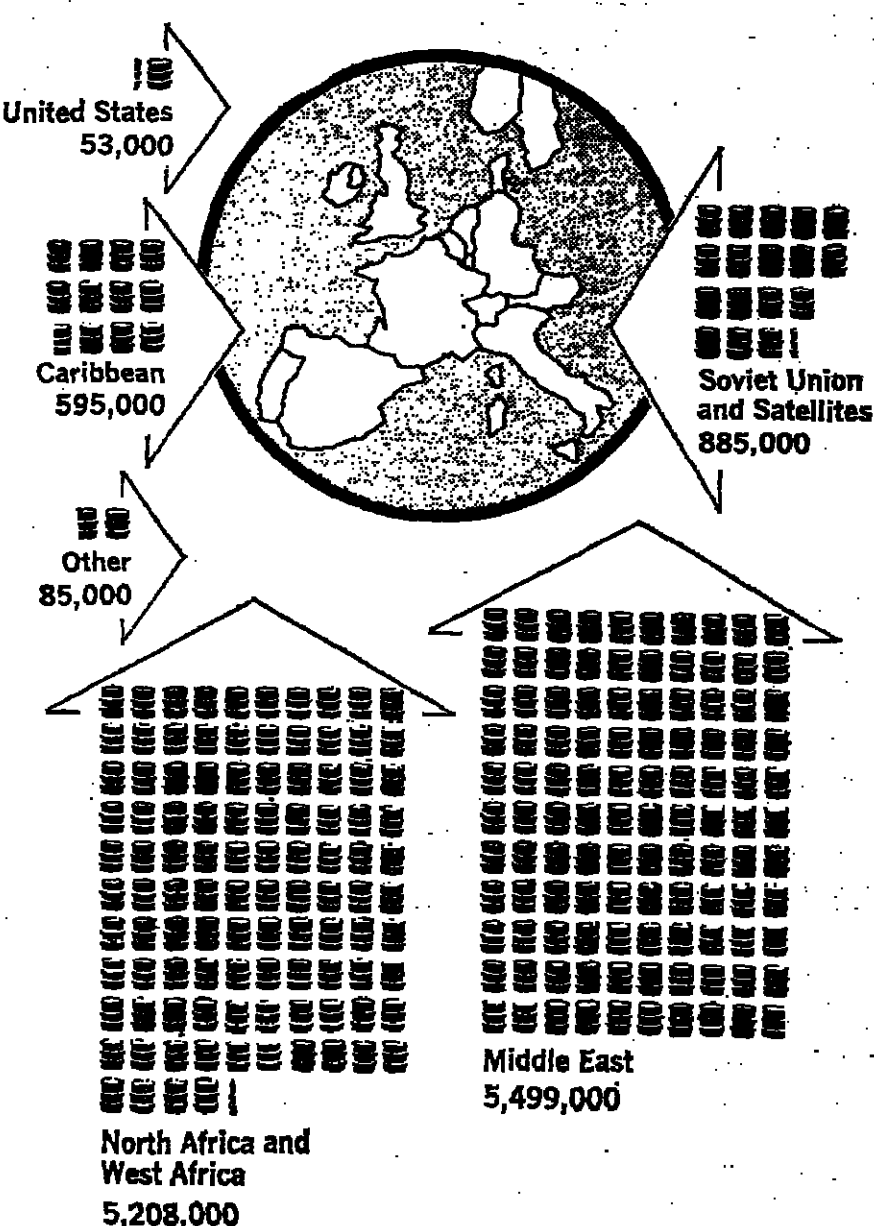 United States
53,000
Caribbean
595,000
Soviet Union
and Satellites
885,000
Other
85,000
Middle East
5,499,000
North Africa and
West Africa
5,208,000